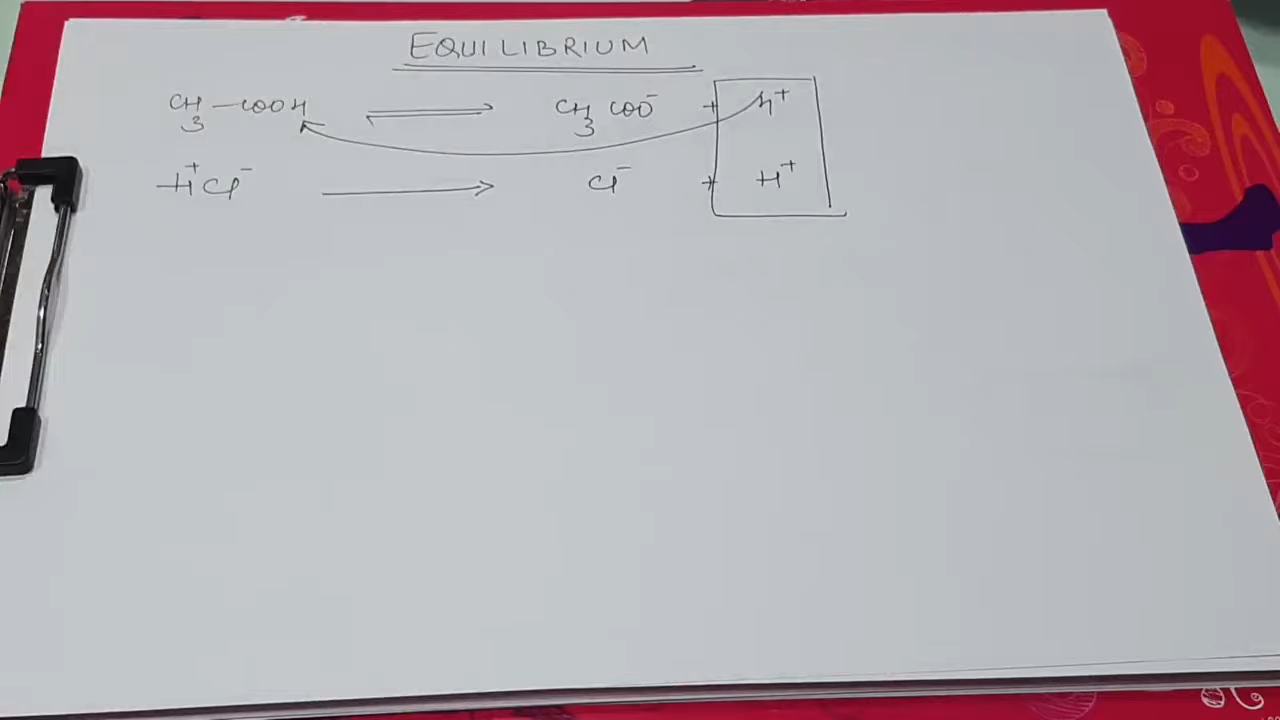 EQUILIBRIUM
CH₃-COOH ⇌ CH₃COO⁻ + H⁺
H⁺Cl⁻ ⟶ Cl⁻ + H⁺